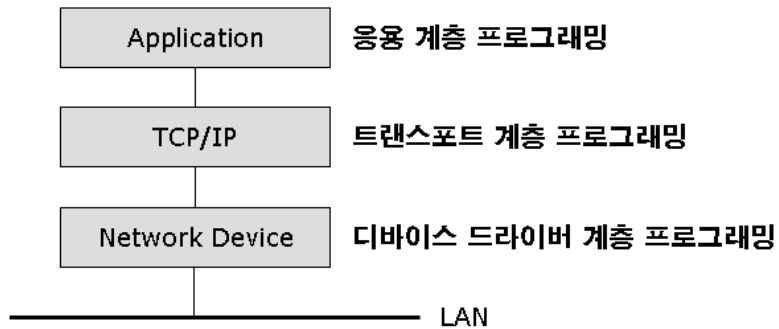 Application 응용 계층 프로그래밍
TCP/IP 트랜스포트 계층 프로그래밍
Network Device 디바이스 드라이버 계층 프로그래밍
LAN